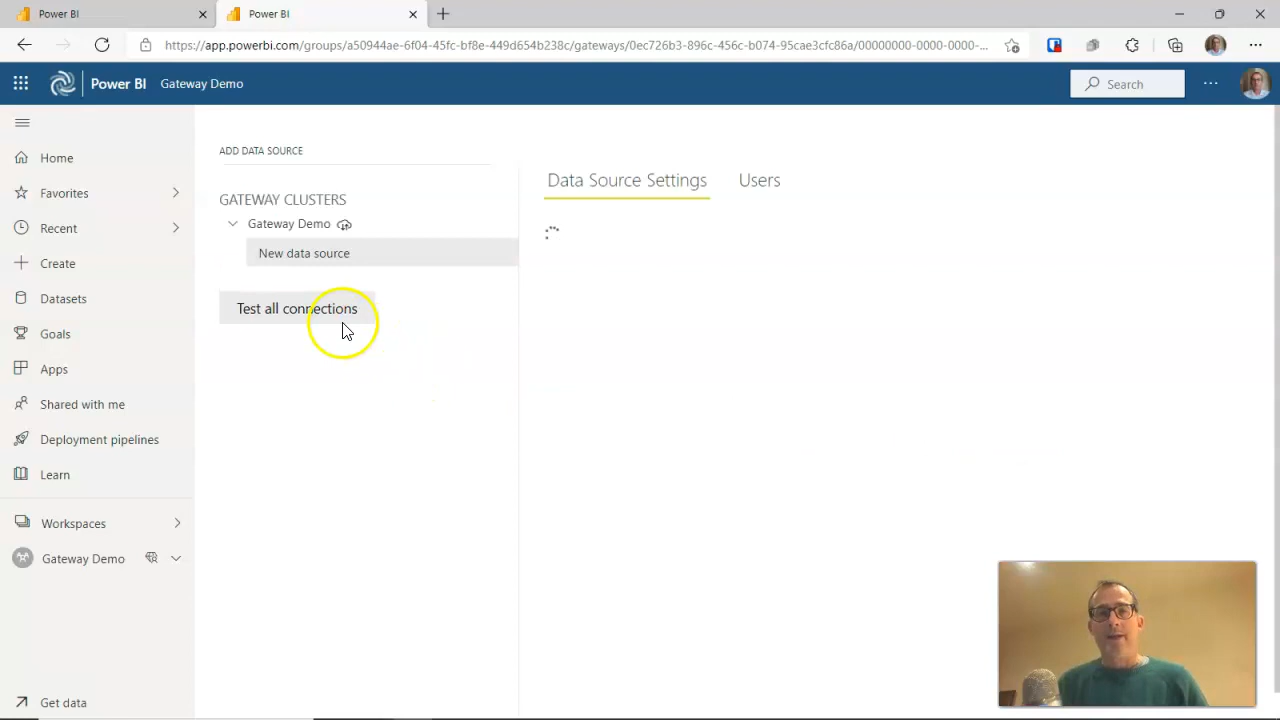 Power BI
Power BI
https://app.powerbi.com/groups/a50944ae-6f04-45fc-bf8e-449d654b238c/gateways/0ec726b3-896c-456c-b074-95cae3cfc86a/00000000-0000-0000-...
Power BI
Gateway Demo
Search
Home
Favorites
Recent
Create
Datasets
Goals
Apps
Shared with me
Deployment pipelines
Learn
Workspaces
Gateway Demo
Get data
ADD DATA SOURCE
GATEWAY CLUSTERS
Gateway Demo
New data source
Test all connections
Data Source Settings
Users